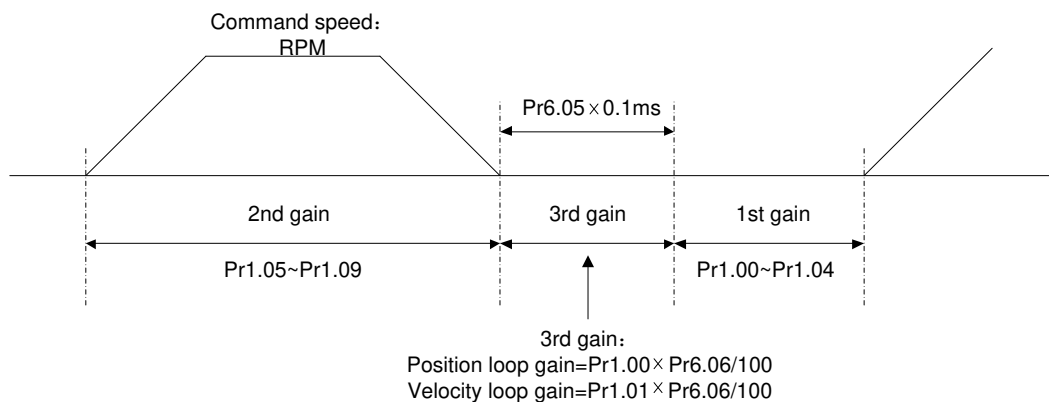 Command speed：
RPM
Pr6.05×0.1ms
2nd gain
3rd gain
1st gain
Pr1.05~Pr1.09
Pr1.00~Pr1.04
3rd gain：
Position loop gain=Pr1.00×Pr6.06/100
Velocity loop gain=Pr1.01×Pr6.06/100